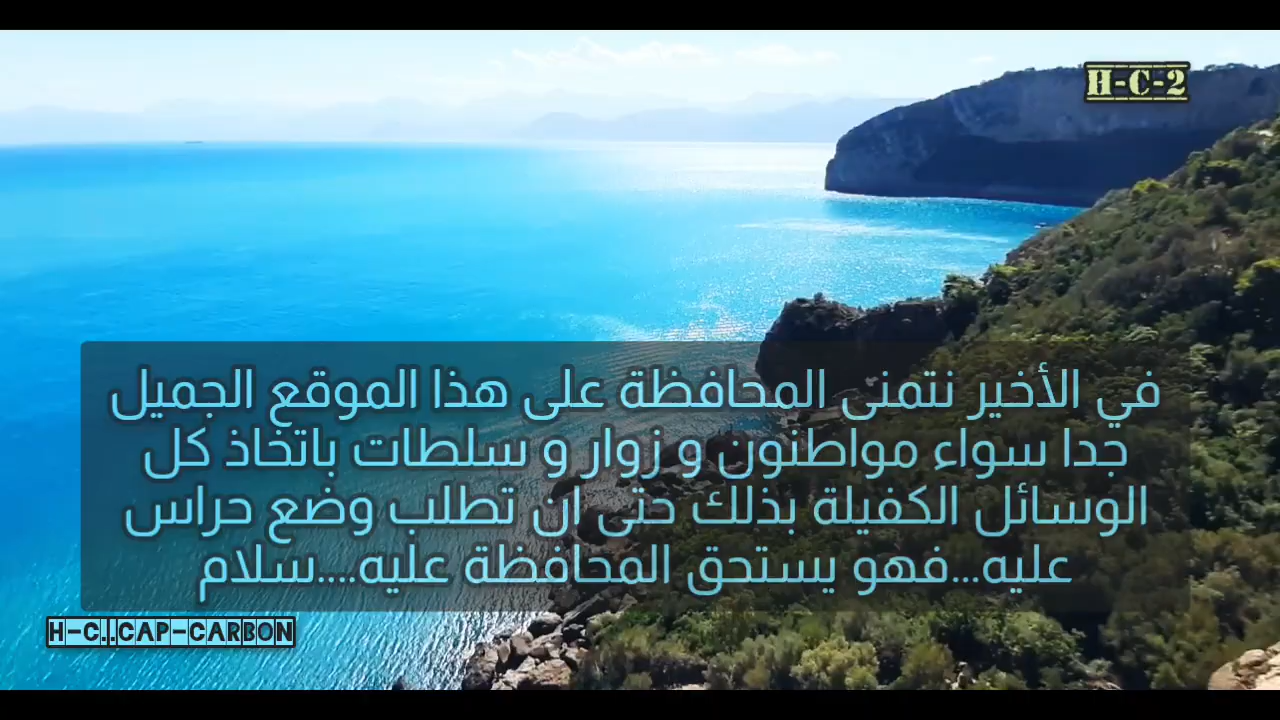 H-C-2
في الأخير نتمنى المحافظة على هذا الموقع الجميل
جدا سواء مواطنون و زوار و سلطات باتخاذ كل
الوسائل الكفيلة بذلك حتى ان تطلب وضع حراس
عليه...فهو يستحق المحافظة عليه....سلام
H-C..CAP-CARBON